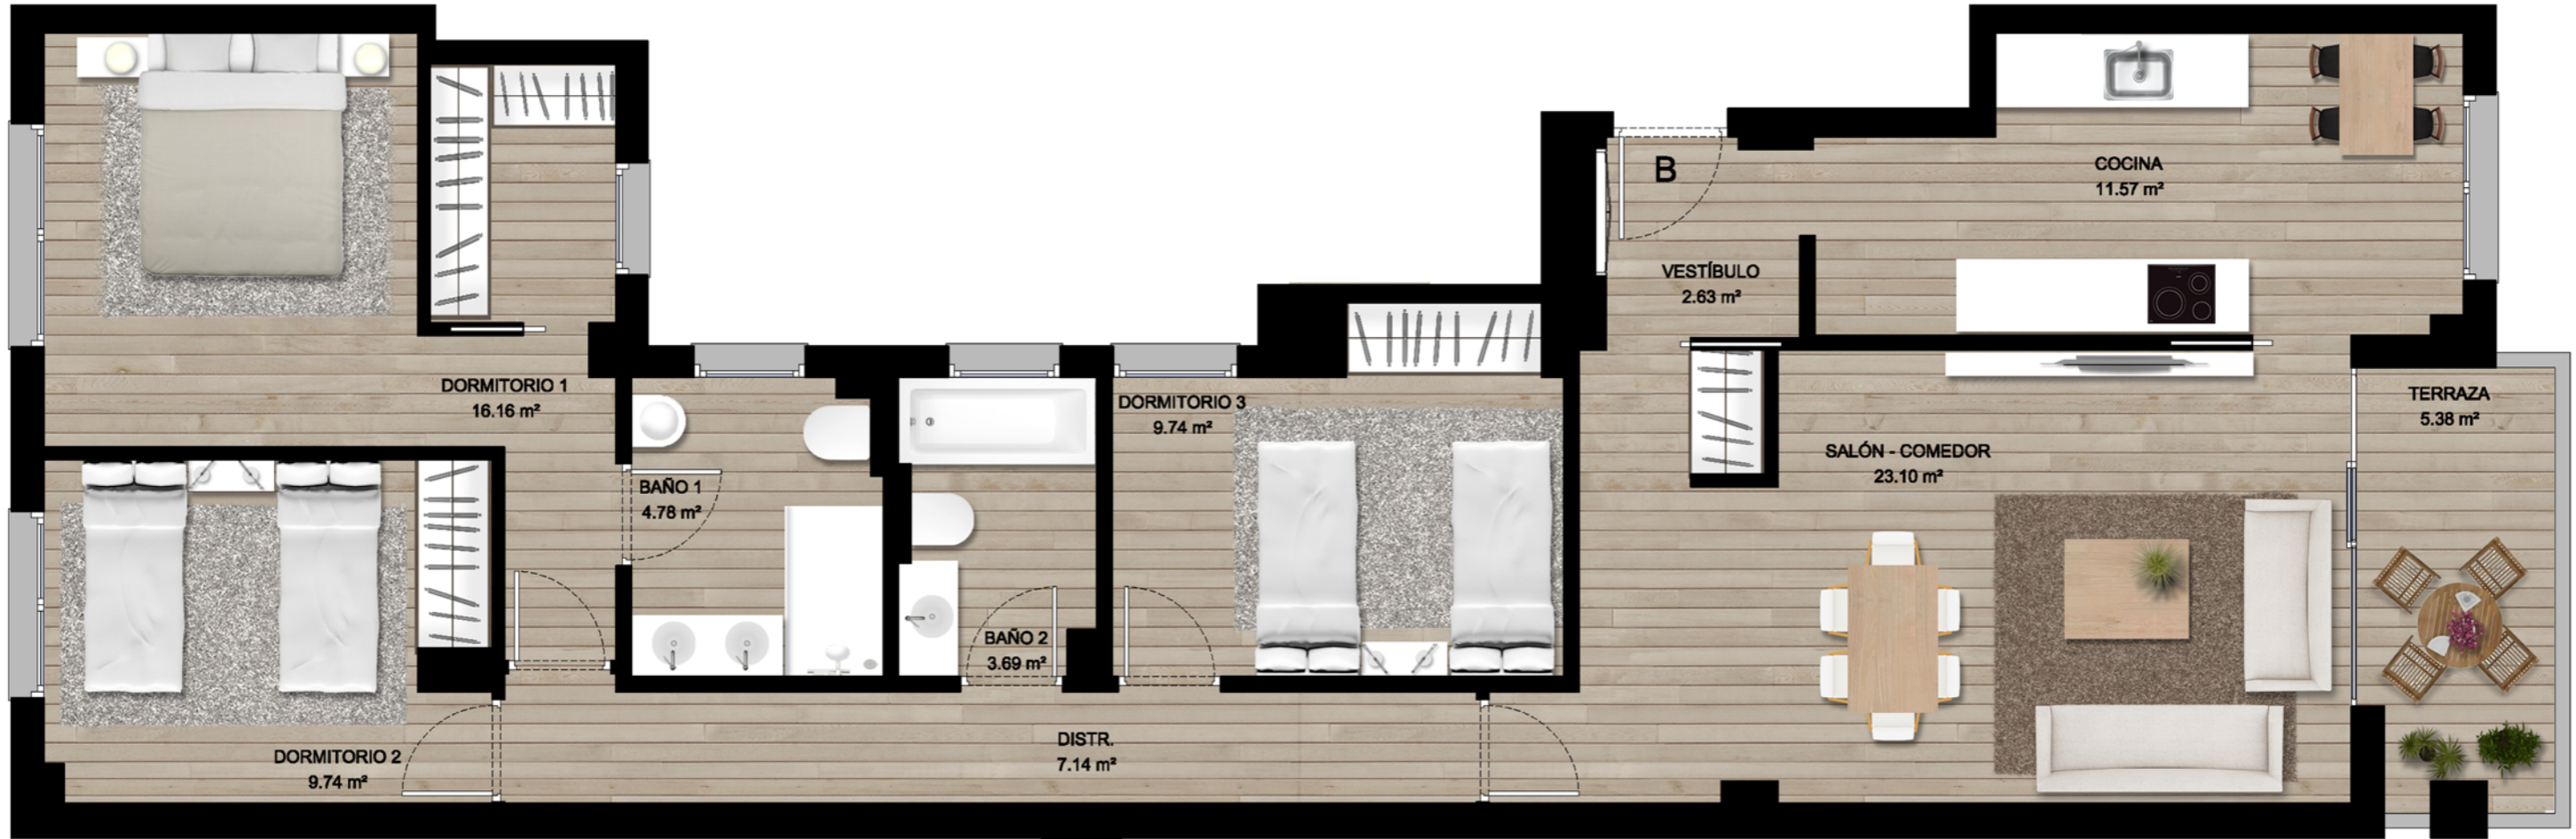 B
COCINA
11.57 m²
VESTÍBULO
2.63 m²
DORMITORIO 1
16.16 m²
DORMITORIO 3
9.74 m²
TERRAZA
5.38 m²
SALÓN - COMEDOR
23.10 m²
BAÑO 1
4.78 m²
BAÑO 2
3.69 m²
DORMITORIO 2
9.74 m²
DISTR.
7.14 m²